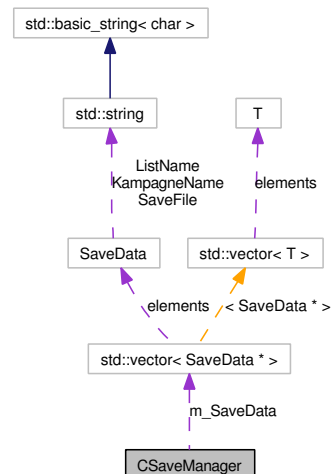 std::basic_string< char >
std::string
T
ListName
KampagneName
SaveFile
elements
SaveData
std::vector< T >
elements
< SaveData * >
std::vector< SaveData * >
m_SaveData
CSaveManager